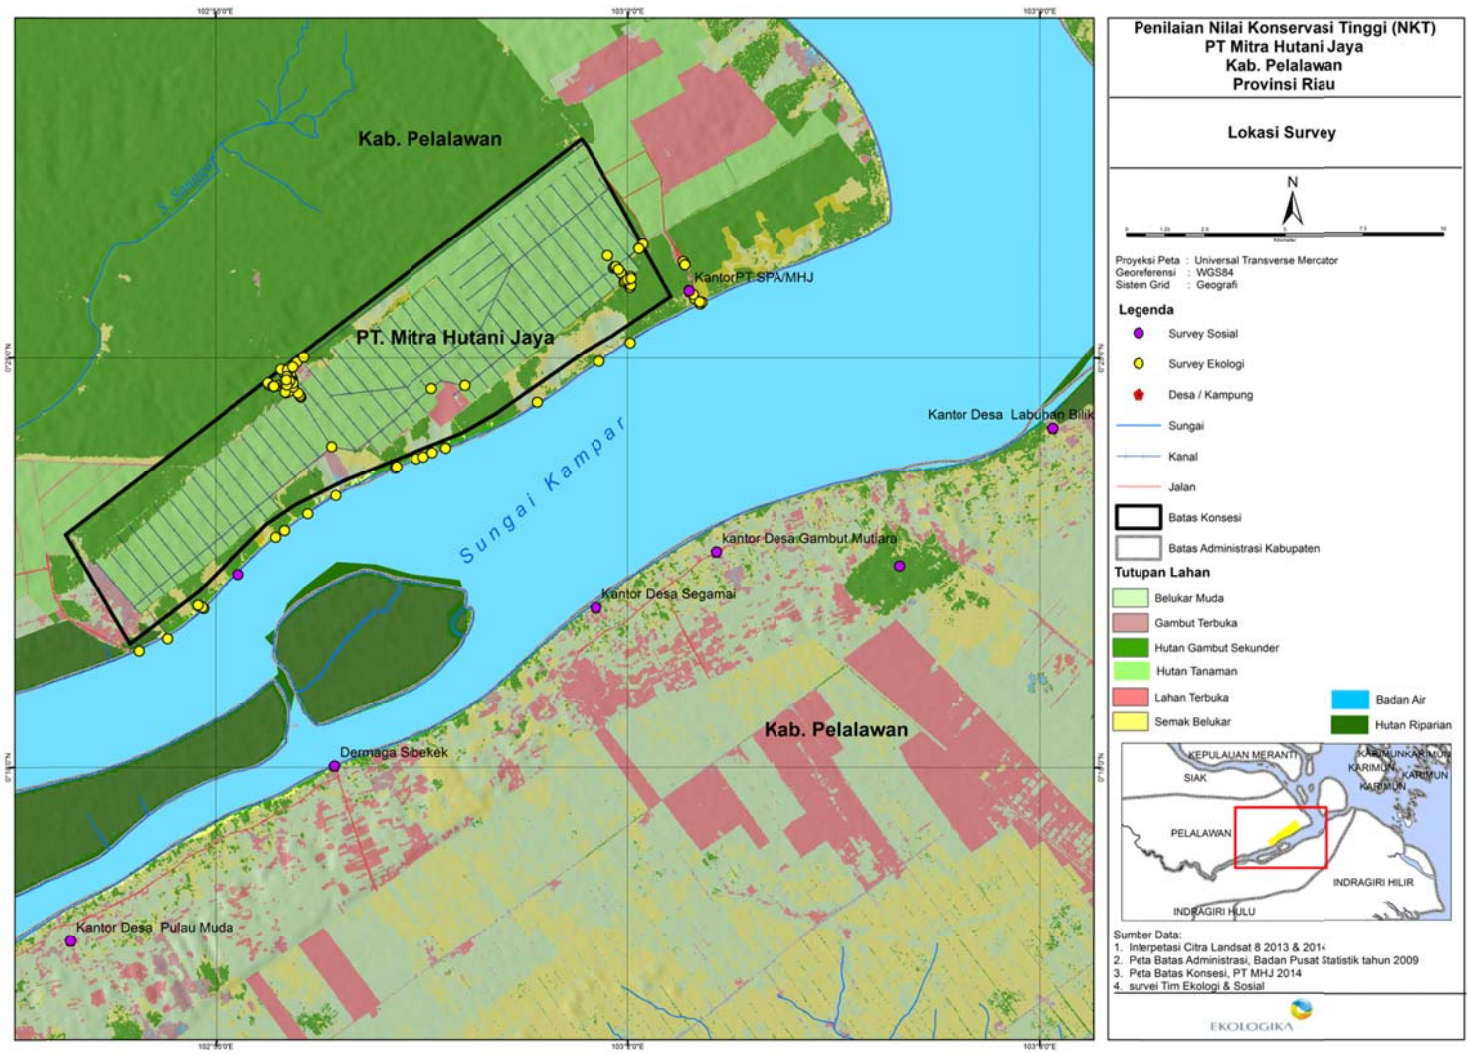 Penilaian Nilai Konservasi Tinggi (NKT)
PT Mitra Hutani Jaya
Kab. Pelalawan
Provinsi Riau
Lokasi Survey
N
Proyeksi Peta : Universal Transverse Mercator
Georeferensi : WGS84
Sisten Grid : Geografi
Legenda
Survey Sosial
Survey Ekologi
Desa / Kampung
Sungai
Kanal
Jalan
Batas Konsesi
Batas Administrasi Kabupaten
Tutupan Lahan
Belukar Muda
Gambut Terbuka
Hutan Gambut Sekunder
Hutan Tanaman
Lahan Terbuka
Semak Belukar
Badan Air
Hutan Riparian
KEPULAUAN MERANTI
SIAK
KARIMUN
KARIMUN
KARIMUN
KARIMUN
KARIMUN
PELALAWAN
INDRAGIRI HILIR
INDRAGIRI HULU
Sumber Data:
1. Interpetasi Citra Landsat 8 2013 & 2014
2. Peta Batas Administrasi, Badan Pusat Statistik tahun 2009
3. Peta Batas Konsesi, PT MHJ 2014
4. survei Tim Ekologi & Sosial
EKOLOGIKA
Kab. Pelalawan
KantorPT SPA/MHJ
PT. Mitra Hutani Jaya
Kantor Desa Labuhan Bilik
Sungai Kampar
kantor Desa Gambut Mutiara
Kantor Desa Segamai
Kab. Pelalawan
Dermaga Sibekek
Kantor Desa Pulau Muda